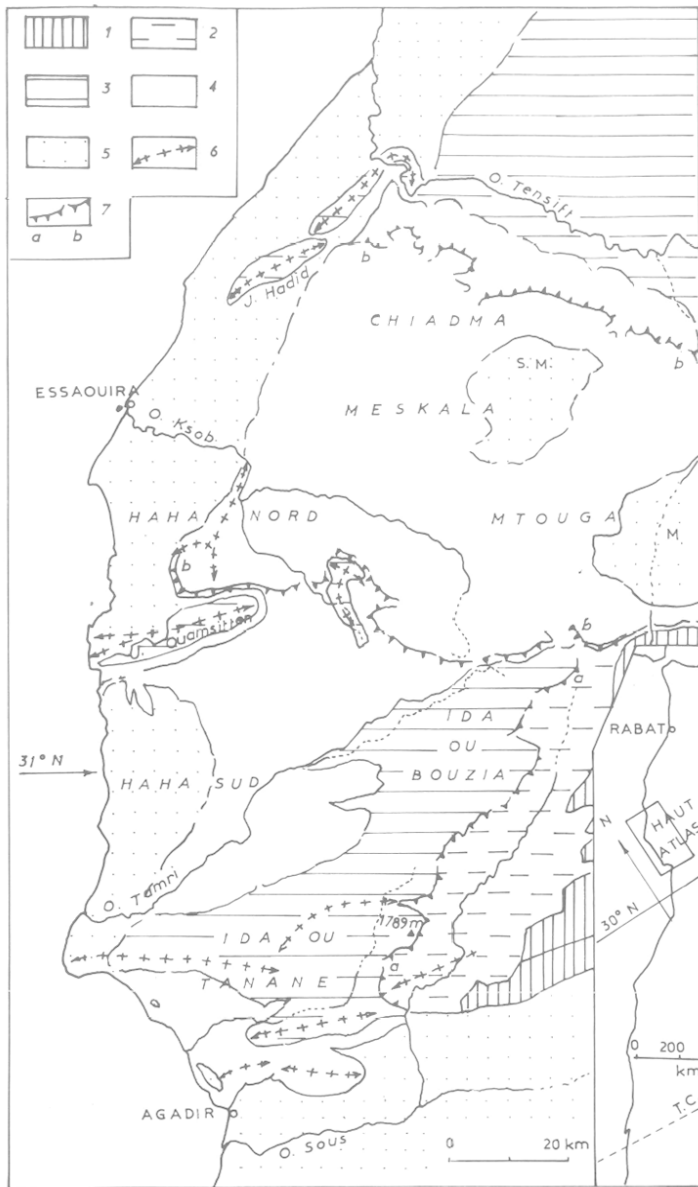 1 2
3 4
5 6
7
a b
O. Tensift
b
J. Hadid
CHIADMA
S.M.
b
ESSAOUIRA
O. Ksob
MESKALA
HAHA NORD
MTOUGA
M.
b
b
a
IDA
OU
BOUZIA
RABAT
31° N
HAHA SUD
N
HAUT
ATLAS
O. Tamri
30° N
1789m
IDA OU
TANANE
a
0 200
km
AGADIR
T.C.
O. Sous
0 20 km